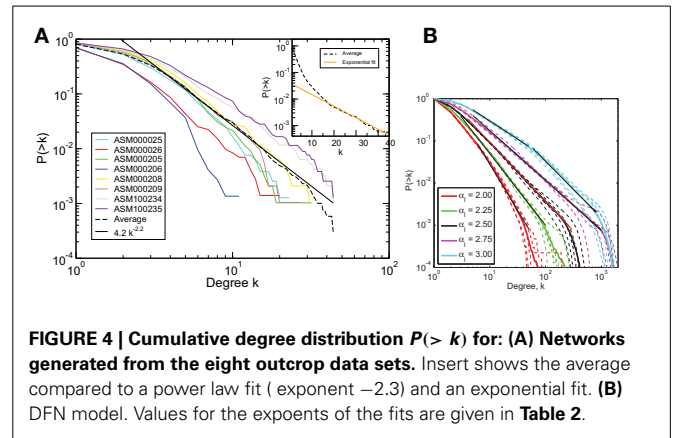 A
10^0
10^-1
10^-2
10^-3
10^-4
P(>k)
10^0
10^1
10^2
Degree k
ASM000025
ASM000026
ASM000205
ASM000206
ASM000208
ASM000209
ASM100234
ASM100235
Average
4.2 k^-2.2
10^0
10^-1
10^-2
10^-3
P(>k)
10
20
30
40
k
Average
Exponential fit
B
10^0
10^-1
10^-2
10^-3
10^-4
P(>k)
10^0
10^1
10^2
10^3
Degree, k
α_l = 2.00
α_l = 2.25
α_l = 2.50
α_l = 2.75
α_l = 3.00
FIGURE 4 | Cumulative degree distribution P(> k) for: (A) Networks
generated from the eight outcrop data sets. Insert shows the average
compared to a power law fit ( exponent −2.3) and an exponential fit. (B)
DFN model. Values for the expoents of the fits are given in Table 2.